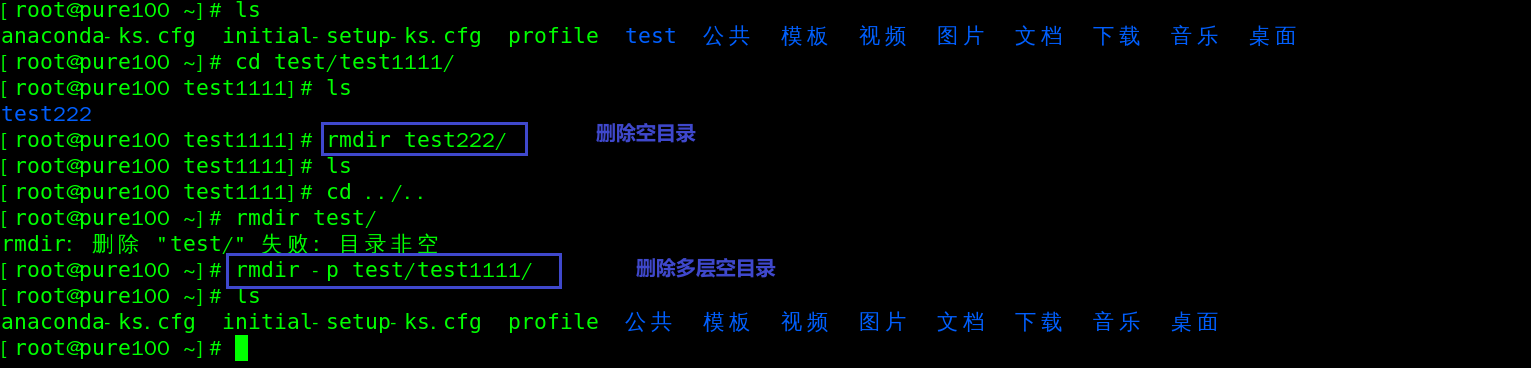 [root@pure100 ~]# ls
anaconda-ks.cfg initial-setup-ks.cfg profile test 公共 模板 视频 图片 文档 下载 音乐 桌面
[root@pure100 ~]# cd test/test1111/
[root@pure100 test1111]# ls
test222
[root@pure100 test1111]# rmdir test222/ 删除空目录
[root@pure100 test1111]# ls
[root@pure100 test1111]# cd ../..
[root@pure100 ~]# rmdir test/
rmdir: 删除 "test/" 失败: 目录非空
[root@pure100 ~]# rmdir -p test/test1111/ 删除多层空目录
[root@pure100 ~]# ls
anaconda-ks.cfg initial-setup-ks.cfg profile 公共 模板 视频 图片 文档 下载 音乐 桌面
[root@pure100 ~]#